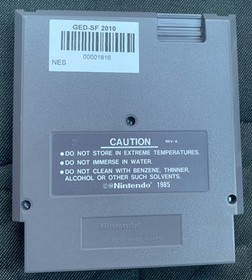 GED-SF 2010
00001816
NES
CAUTION REV-A
●DO NOT STORE IN EXTREME TEMPERATURES.
●DO NOT IMMERSE IN WATER.
●DO NOT CLEAN WITH BENZENE, THINNER,
ALCOHOL OR OTHER SUCH SOLVENTS.
©®Nintendo 1985
Nintendo